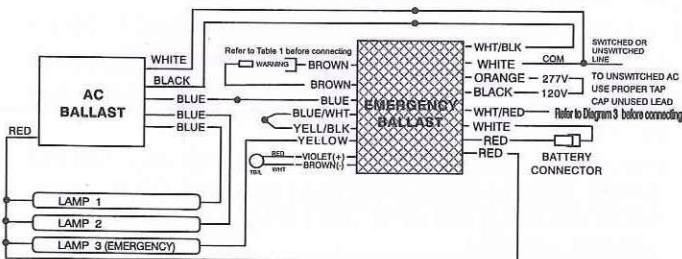 WHITE
BLACK
BLUE
BLUE
BLUE
RED
AC
BALLAST
LAMP 1
LAMP 2
LAMP 3 (EMERGENCY)
Refer to Table 1 before connecting
WARNING
BROWN
BROWN
BLUE
BLUE/WHT
YELL/BLK
YELLOW
RED
WHT
VIOLET(+)
BROWN(-)
EMERGENCY
BALLAST
WHT/BLK
WHITE COM
ORANGE 277V
BLACK 120V
WHT/RED Refer to Diagram 3 before connecting
WHITE
RED
RED
SWITCHED OR
UNSWITCHED
LINE
TO UNSWITCHED AC
USE PROPER TAP
CAP UNUSED LEAD
BATTERY
CONNECTOR